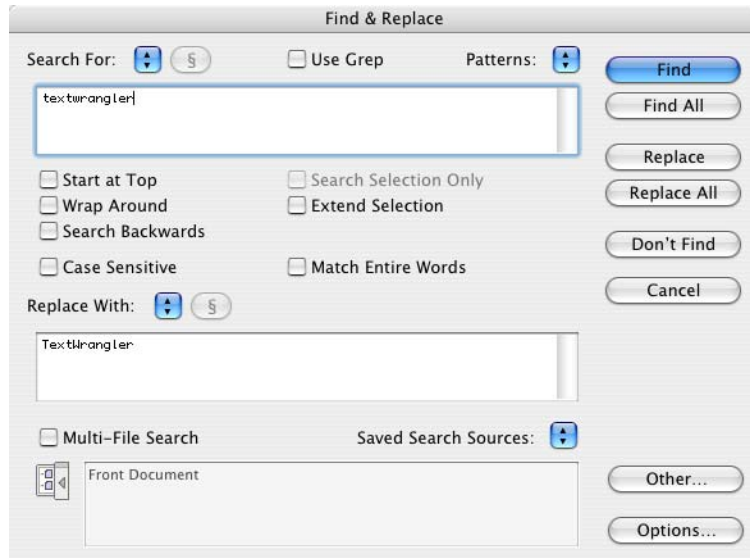 Find & Replace
Search For: § Use Grep Patterns:
textwrangler
Start at Top Search Selection Only
Wrap Around Extend Selection
Search Backwards
Case Sensitive Match Entire Words
Replace With: §
TextWrangler
Multi-File Search Saved Search Sources:
Front Document
Find
Find All
Replace
Replace All
Don't Find
Cancel
Other...
Options...